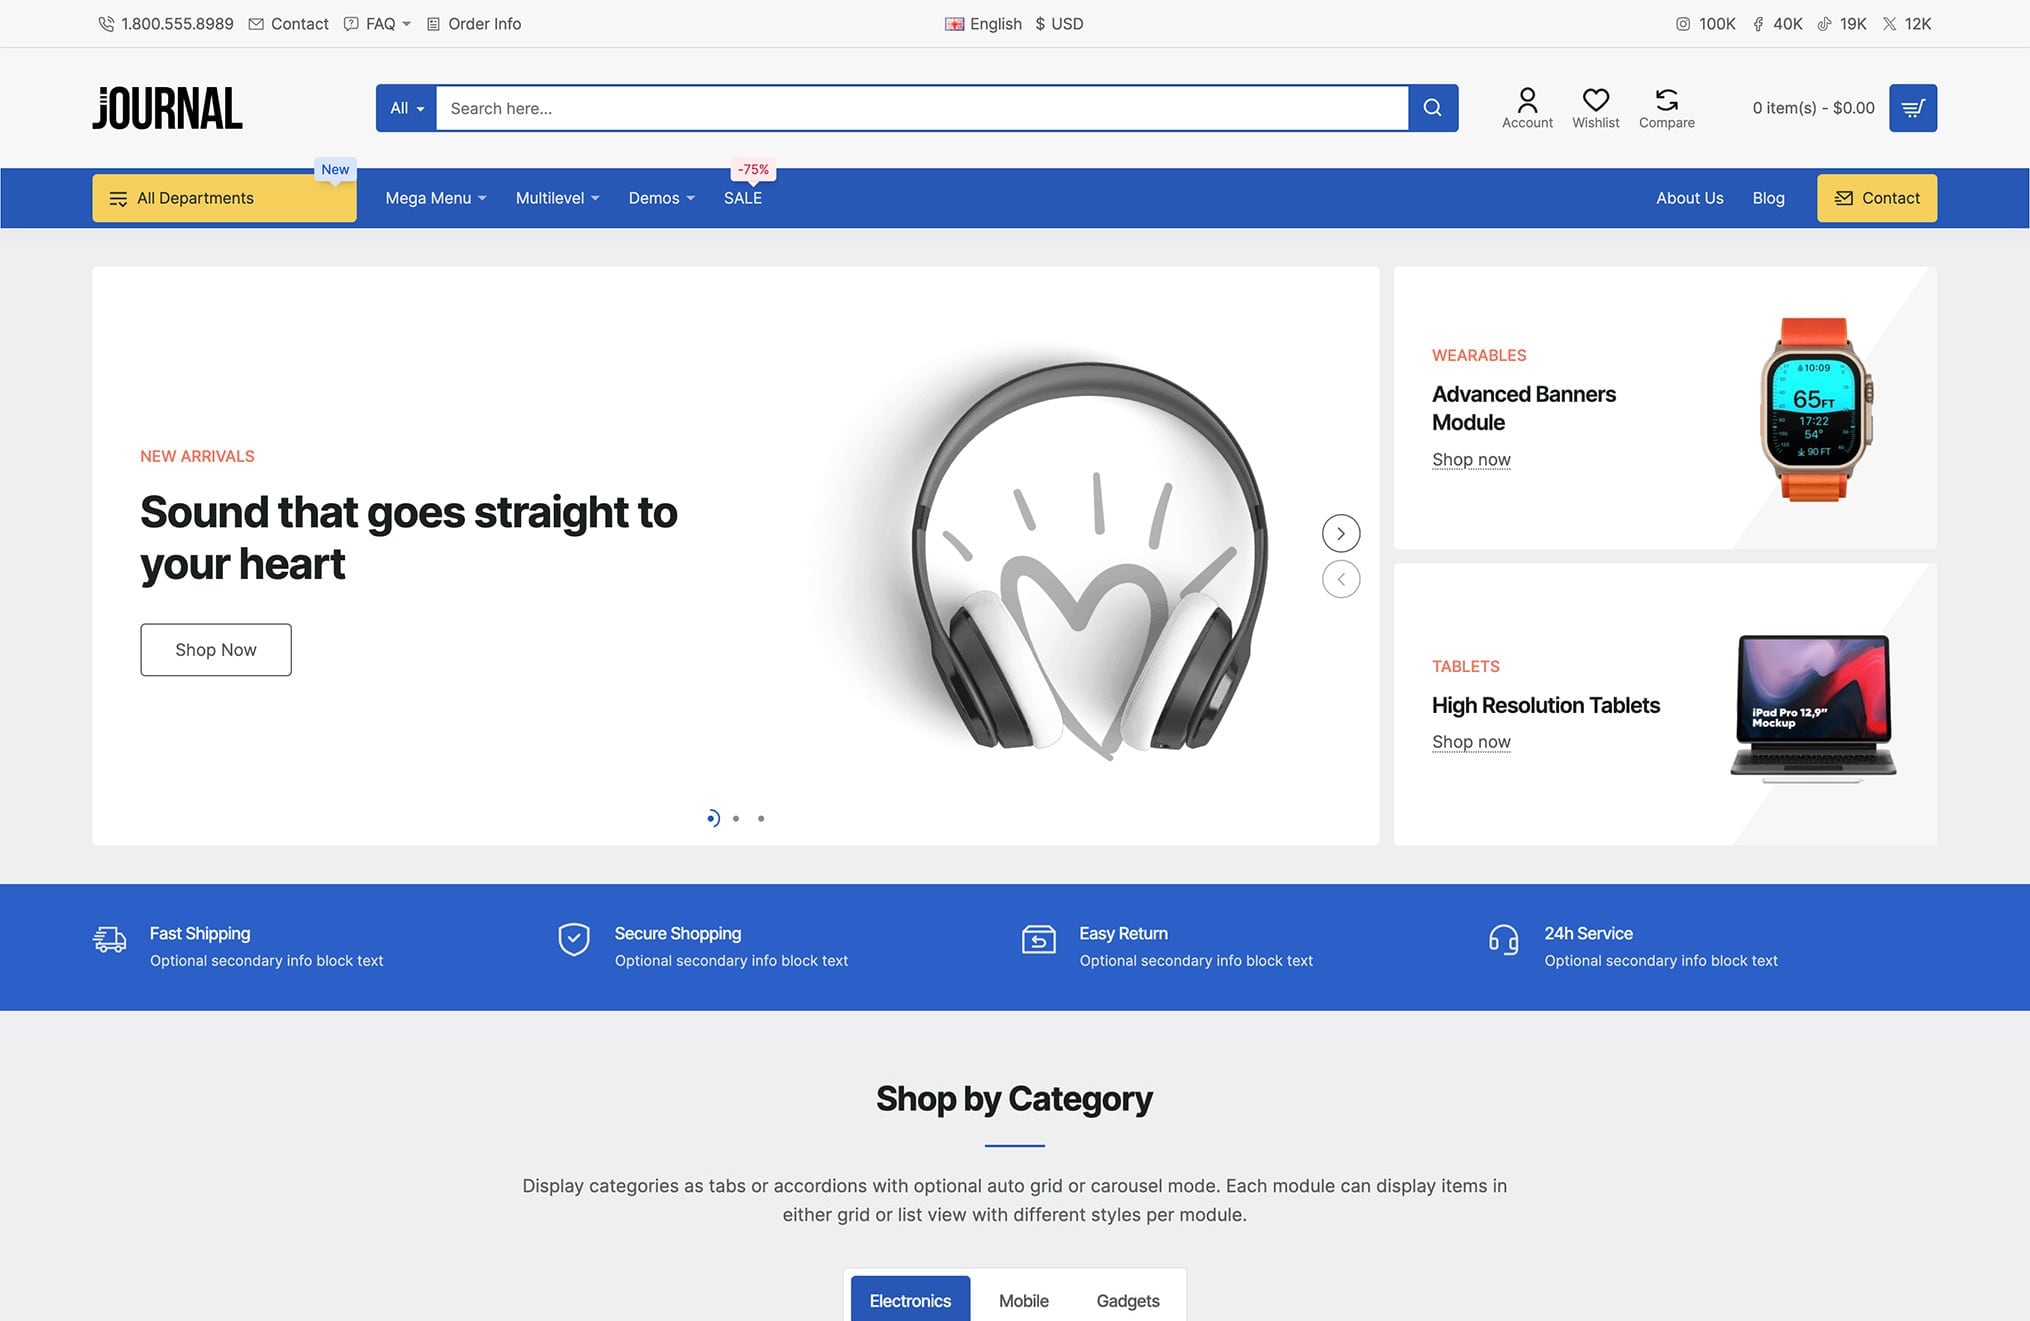 1.800.555.8989 Contact FAQ Order Info English $ USD 100K 40K 19K 12K
JOURNAL
All Search here...
Account Wishlist Compare
0 item(s) - $0.00
New
-75%
All Departments Mega Menu Multilevel Demos SALE About Us Blog Contact
NEW ARRIVALS
Sound that goes straight to
your heart
Shop Now
WEARABLES
Advanced Banners
Module
Shop now
10:09
65FT
17:22
54°
90 FT
TABLETS
High Resolution Tablets
Shop now
iPad Pro 12,9"
Mockup
Fast Shipping
Optional secondary info block text
Secure Shopping
Optional secondary info block text
Easy Return
Optional secondary info block text
24h Service
Optional secondary info block text
Shop by Category
Display categories as tabs or accordions with optional auto grid or carousel mode. Each module can display items in
either grid or list view with different styles per module.
Electronics Mobile Gadgets